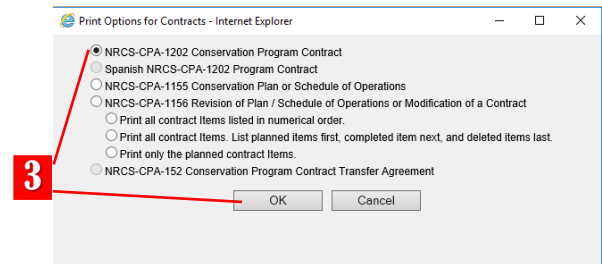 Print Options for Contracts - Internet Explorer
NRCS-CPA-1202 Conservation Program Contract
Spanish NRCS-CPA-1202 Program Contract
NRCS-CPA-1155 Conservation Plan or Schedule of Operations
NRCS-CPA-1156 Revision of Plan / Schedule of Operations or Modification of a Contract
Print all contract Items listed in numerical order.
Print all contract Items. List planned items first, completed item next, and deleted items last.
Print only the planned contract Items.
NRCS-CPA-152 Conservation Program Contract Transfer Agreement
3
OK Cancel